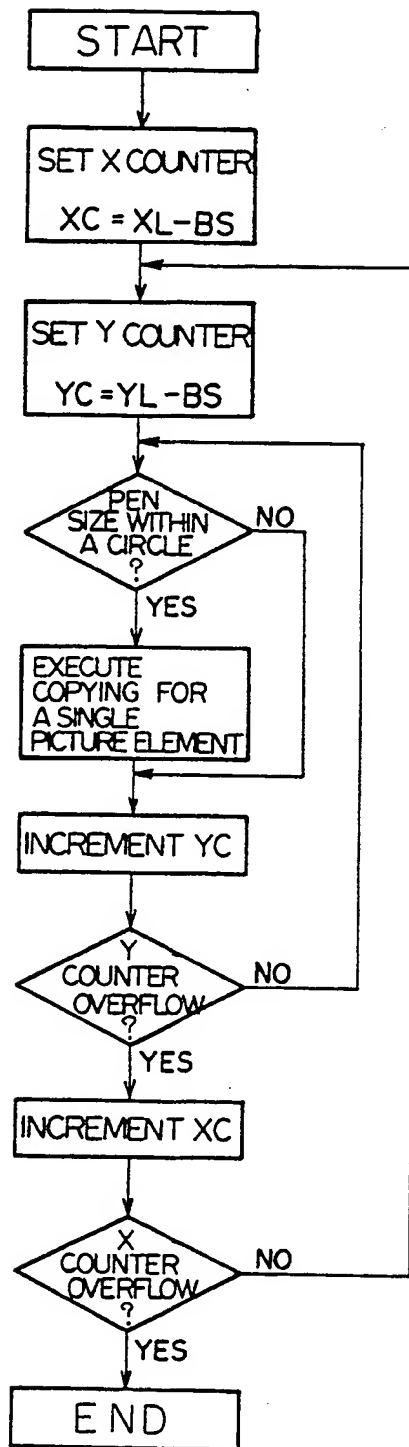 START
SET X COUNTER
XC = XL-BS
SET Y COUNTER
YC = YL-BS
PEN
SIZE WITHIN
A CIRCLE
?
NO
YES
EXECUTE
COPYING FOR
A SINGLE
PICTURE ELEMENT
INCREMENT YC
Y
COUNTER
OVERFLOW
?
NO
YES
INCREMENT XC
X
COUNTER
OVERFLOW
?
NO
YES
END